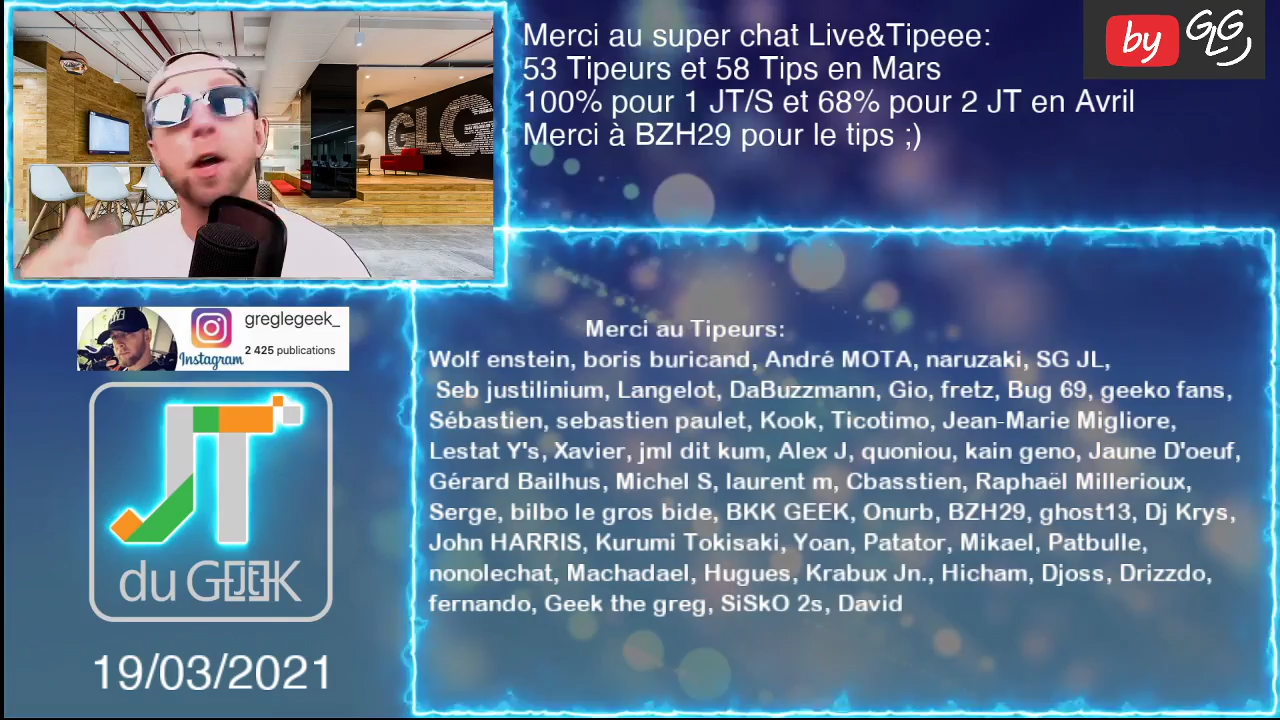 Merci au super chat Live&Tipeee:
53 Tipeurs et 58 Tips en Mars
100% pour 1 JT/S et 68% pour 2 JT en Avril
Merci à BZH29 pour le tips ;)
by GLG
GLG
greglegeek_
Instagram 2 425 publications
JT
du GEEK
19/03/2021
Merci au Tipeurs:
Wolf enstein, boris buricand, André MOTA, naruzaki, SG JL,
Seb justilinium, Langelot, DaBuzzmann, Gio, fretz, Bug 69, geeko fans,
Sébastien, sebastien paulet, Kook, Ticotimo, Jean-Marie Migliore,
Lestat Y's, Xavier, jml dit kum, Alex J, quoniou, kain geno, Jaune D'oeuf,
Gérard Bailhus, Michel S, laurent m, Cbasstien, Raphaël Millerioux,
Serge, bilbo le gros bide, BKK GEEK, Onurb, BZH29, ghost13, Dj Krys,
John HARRIS, Kurumi Tokisaki, Yoan, Patator, Mikael, Patbulle,
nonolechat, Machadael, Hugues, Krabux Jn., Hicham, Djoss, Drizzdo,
fernando, Geek the greg, SiSkO 2s, David